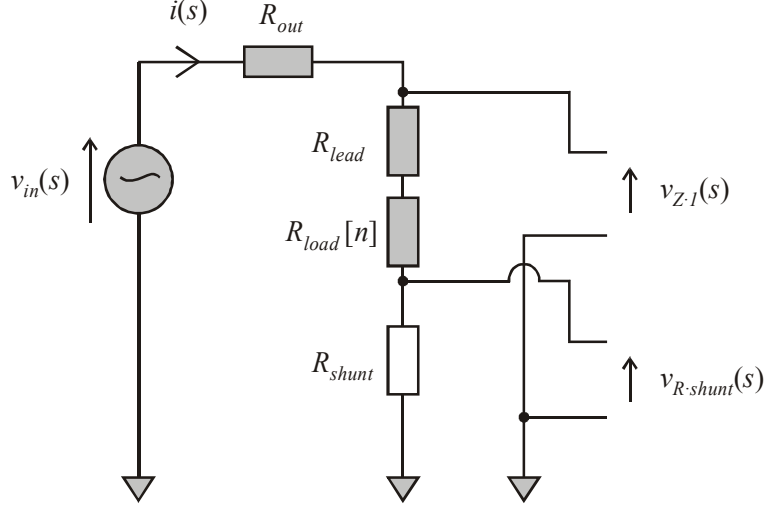 i(s)
R_out
R_lead
v_in(s)
v_Z·1(s)
R_load [n]
R_shunt
v_R·shunt(s)